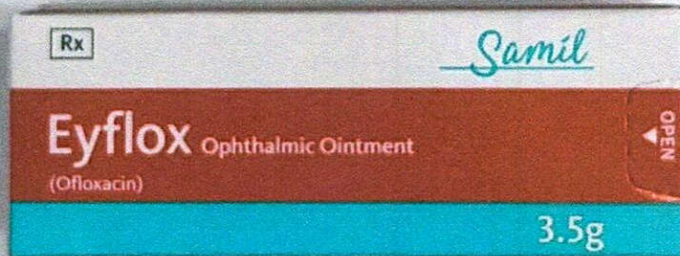 Rx
Samil
Eyflox Ophthalmic Ointment
(Ofloxacin)
OPEN
3.5g